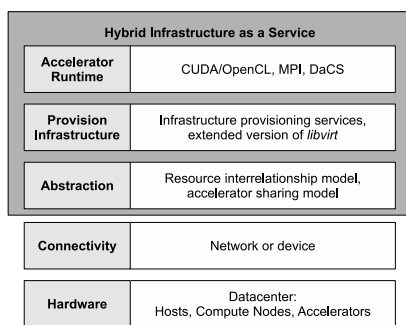 Hybrid Infrastructure as a Service
Accelerator
Runtime
CUDA/OpenCL, MPI, DaCS
Provision
Infrastructure
Infrastructure provisioning services,
extended version of libvirt
Abstraction
Resource interrelationship model,
accelerator sharing model
Connectivity
Network or device
Hardware
Datacenter:
Hosts, Compute Nodes, Accelerators